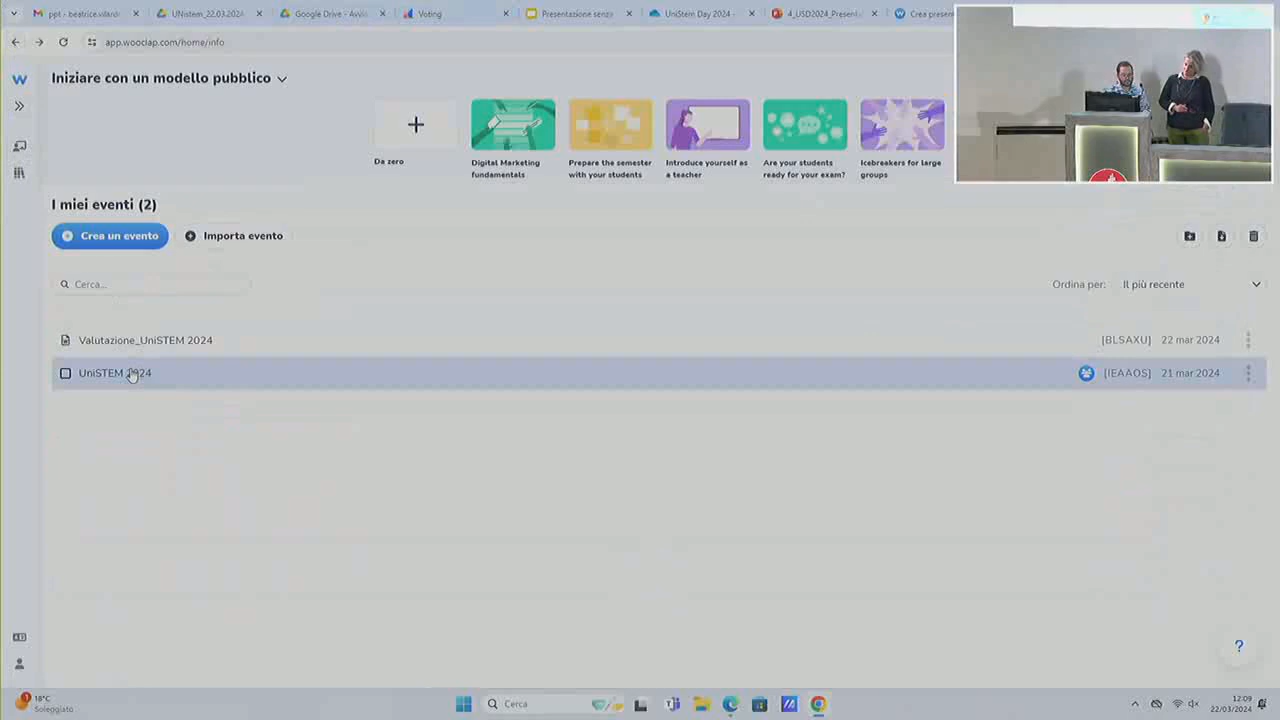 ppt - beatrice.vilardo
UNIstem_22.03.2024
Google Drive - Avvio
Voting
Presentazione senza
UniStem Day 2024 -
4_USD2024_Present
Crea present
app.wooclap.com/home/info
Iniziare con un modello pubblico
Da zero
Digital Marketing
fundamentals
Prepare the semester
with your students
Introduce yourself as
a teacher
Are your students
ready for your exam?
Icebreakers for large
groups
I miei eventi (2)
Crea un evento
Importa evento
Cerca...
Ordina per:
Il più recente
Valutazione_UniSTEM 2024
[BLSAXU]
22 mar 2024
UniSTEM 2024
[IEAAOS]
21 mar 2024
?
1
18°C
Soleggiato
Cerca
12:09
22/03/2024